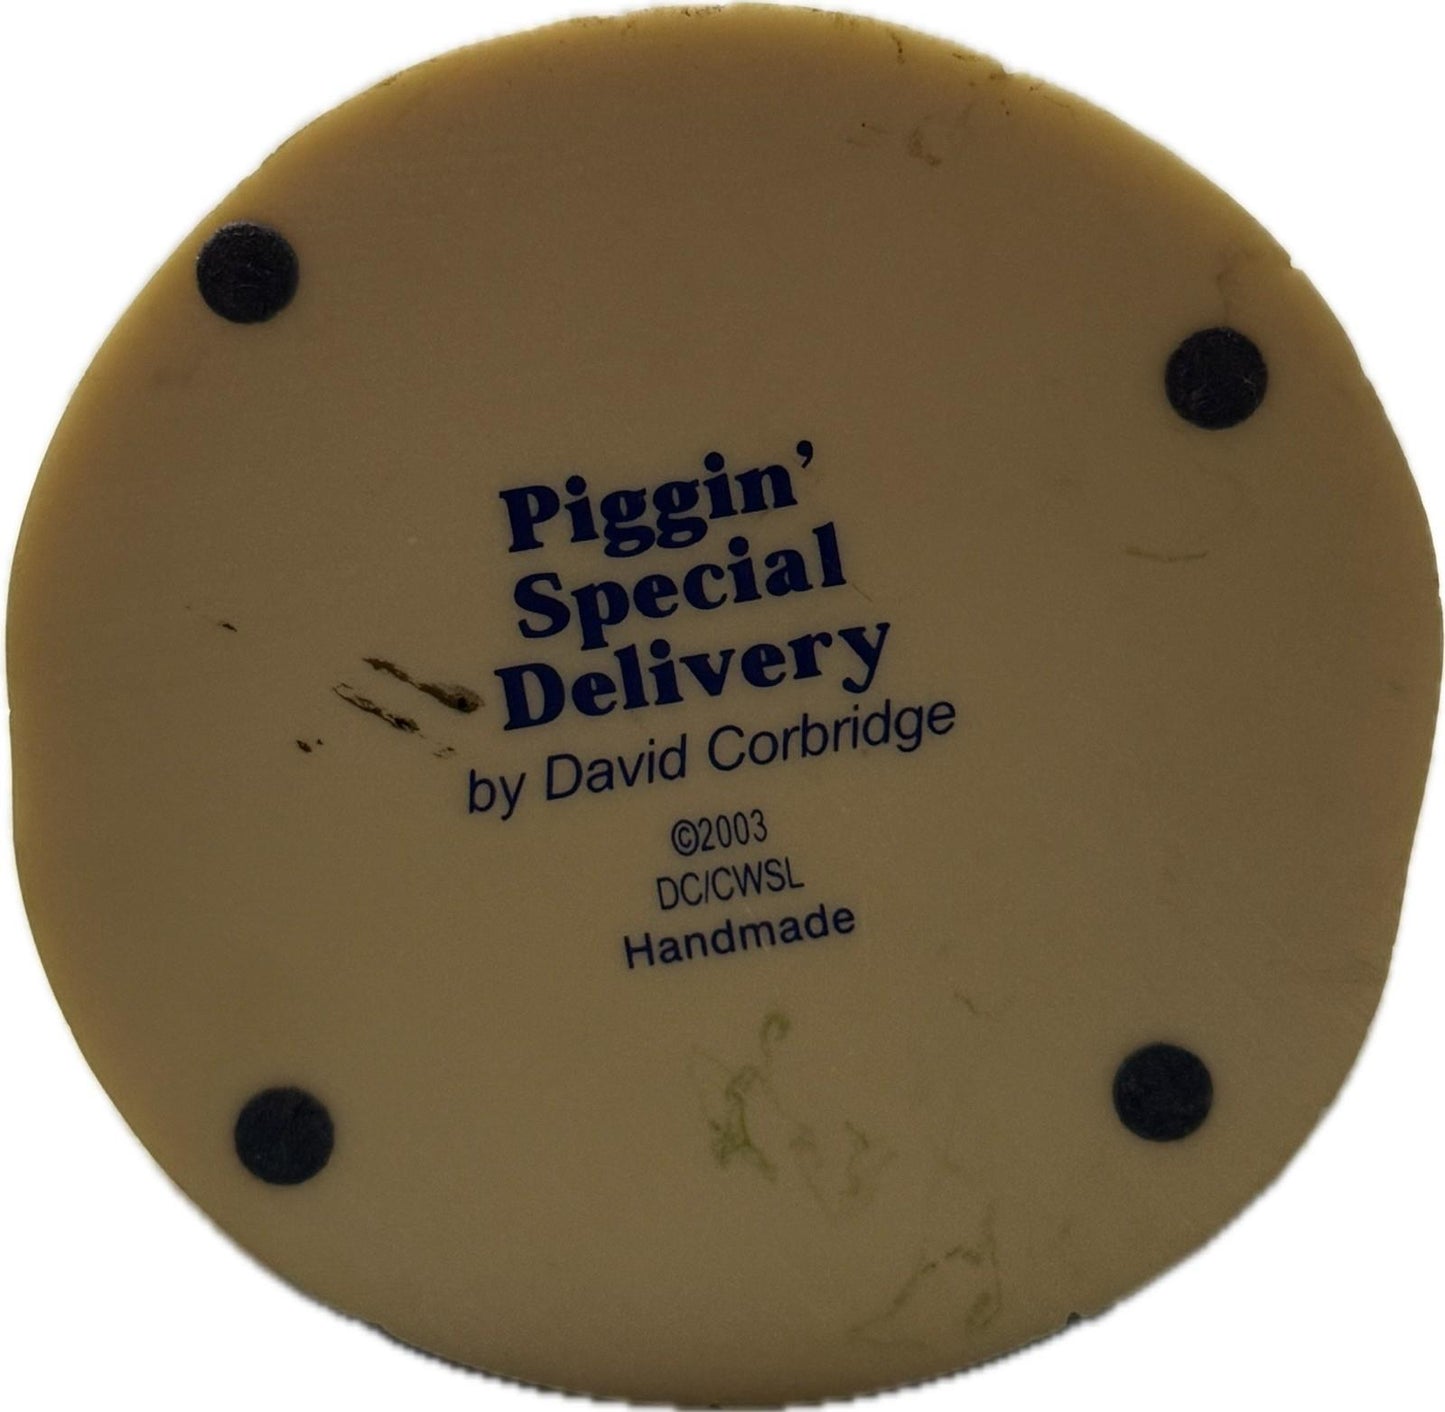 Piggin’
Special
Delivery
by David Corbridge
©2003
DC/CWSL
Handmade